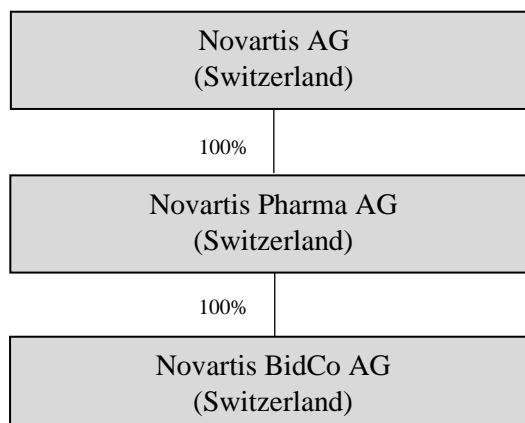 Novartis AG
(Switzerland)
100%
Novartis Pharma AG
(Switzerland)
100%
Novartis BidCo AG
(Switzerland)